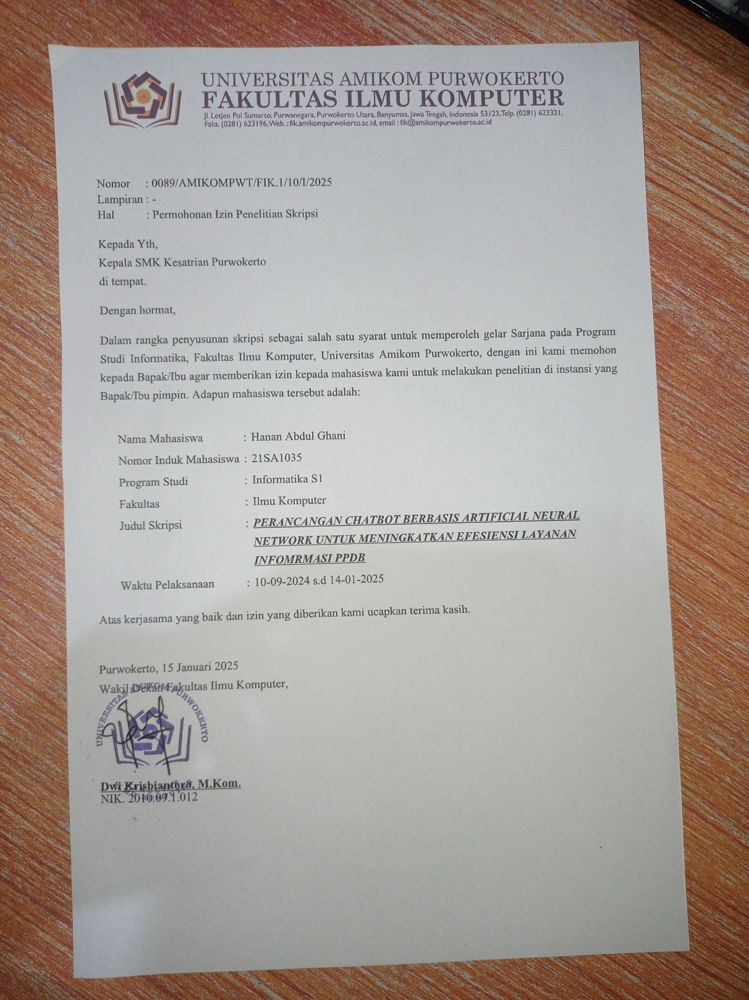 UNIVERSITAS AMIKOM PURWOKERTO
FAKULTAS ILMU KOMPUTER
Jl. Letjen Pol Sumarto, Purwanegara, Purwokerto Utara, Banyumas, Jawa Tengah, Indonesia 53123, Telp. (0281) 623321,
Faks. (0281) 623196, Web. : fik.amikompurwokerto.ac.id, email : fik@amikompurwokerto.ac.id
Nomor : 0089/AMIKOMPWT/FIK.1/10/I/2025
Lampiran : -
Hal : Permohonan Izin Penelitian Skripsi
Kepada Yth,
Kepala SMK Kesatrian Purwokerto
di tempat.
Dengan hormat,
Dalam rangka penyusunan skripsi sebagai salah satu syarat untuk memperoleh gelar Sarjana pada Program
Studi Informatika, Fakultas Ilmu Komputer, Universitas Amikom Purwokerto, dengan ini kami memohon
kepada Bapak/Ibu agar memberikan izin kepada mahasiswa kami untuk melakukan penelitian di instansi yang
Bapak/Ibu pimpin. Adapun mahasiswa tersebut adalah:
Nama Mahasiswa : Hanan Abdul Ghani
Nomor Induk Mahasiswa : 21SA1035
Program Studi : Informatika S1
Fakultas : Ilmu Komputer
Judul Skripsi : PERANCANGAN CHATBOT BERBASIS ARTIFICIAL NEURAL
NETWORK UNTUK MENINGKATKAN EFESIENSI LAYANAN
INFOMRMASI PPDB
Waktu Pelaksanaan : 10-09-2024 s.d 14-01-2025
Atas kerjasama yang baik dan izin yang diberikan kami ucapkan terima kasih.
Purwokerto, 15 Januari 2025
Wakil Dekan Fakultas Ilmu Komputer,
UNIVERSITAS AMIKOM PURWOKERTO
Dwi Krisbiantoro, M.Kom.
NIK. 2010.09.1.012